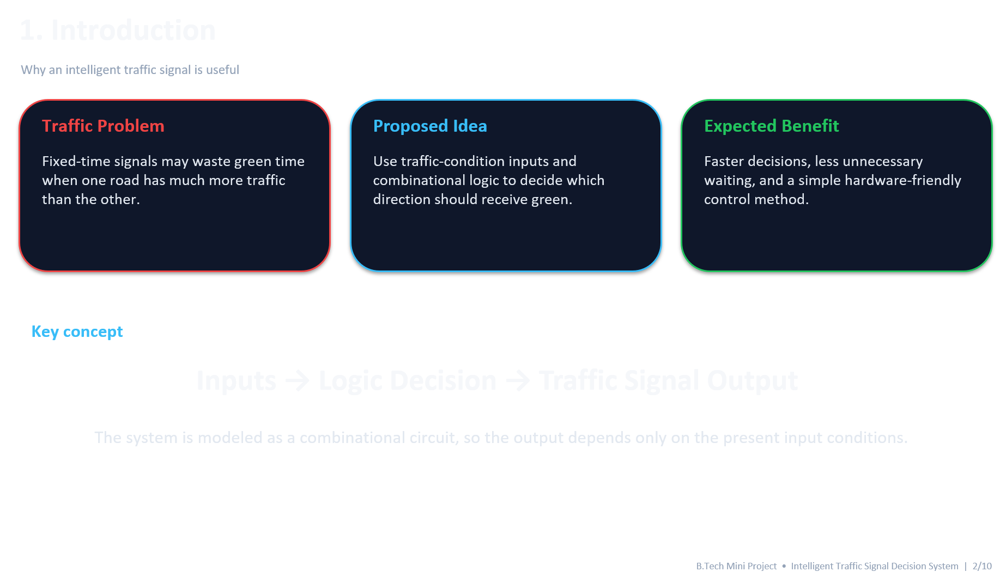 1. Introduction
Why an intelligent traffic signal is useful
Traffic Problem
Fixed-time signals may waste green time
when one road has much more traffic
than the other.
Proposed Idea
Use traffic-condition inputs and
combinational logic to decide which
direction should receive green.
Expected Benefit
Faster decisions, less unnecessary
waiting, and a simple hardware-friendly
control method.
Key concept
Inputs → Logic Decision → Traffic Signal Output
The system is modeled as a combinational circuit, so the output depends only on the present input conditions.
B.Tech Mini Project • Intelligent Traffic Signal Decision System | 2/10